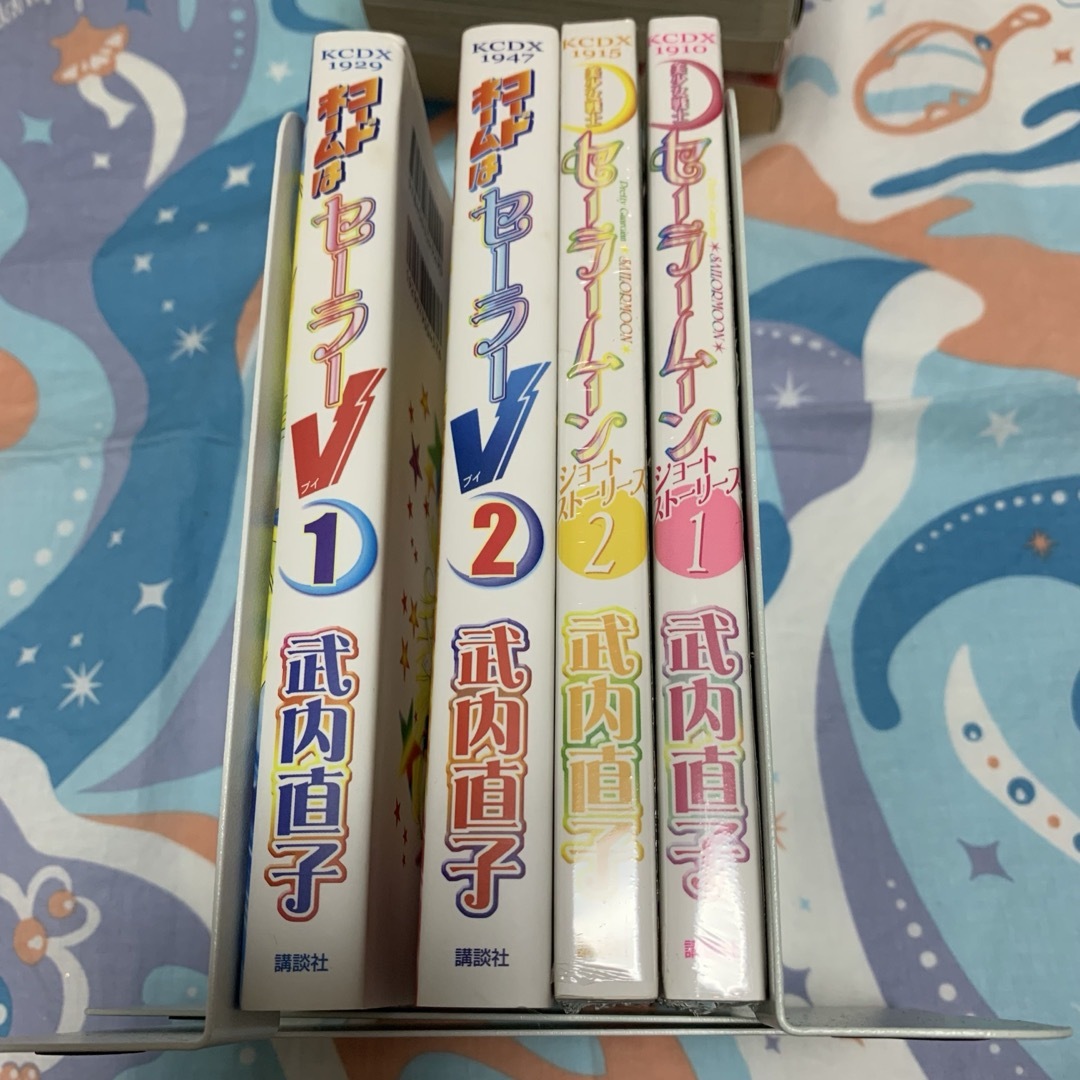 KCDX
1929
コード
ネームは
セーラー
V
ブイ
1
武内直子
講談社
KCDX
1947
コード
ネームは
セーラー
V
ブイ
2
武内直子
講談社
KCDX
1915
美少女戦士
セーラームーン
Pretty Guardian ＊ SAILORMOON＊
ショート
ストーリーズ
2
武内直子
KCDX
1910
美少女戦士
セーラームーン
＊ SAILORMOON＊
ショート
ストーリーズ
1
武内直子